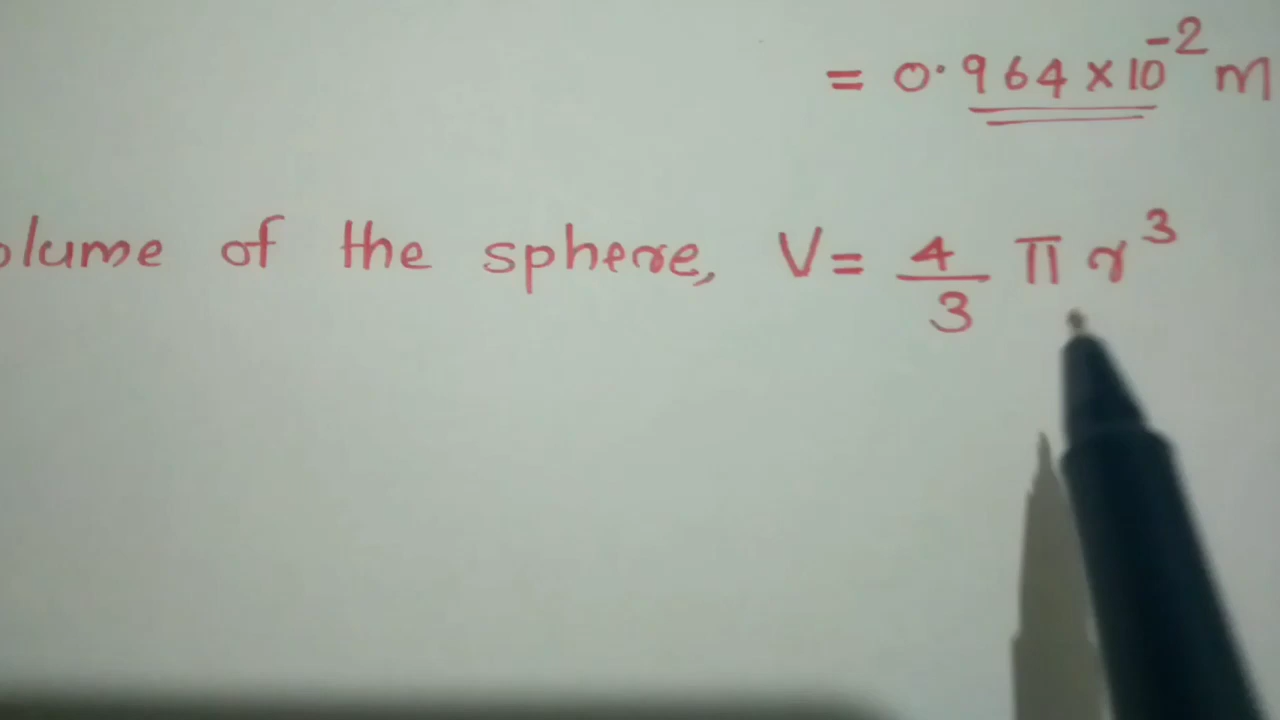 = 0.964×10⁻² m
olume of the sphere, V = 4/3 π r³